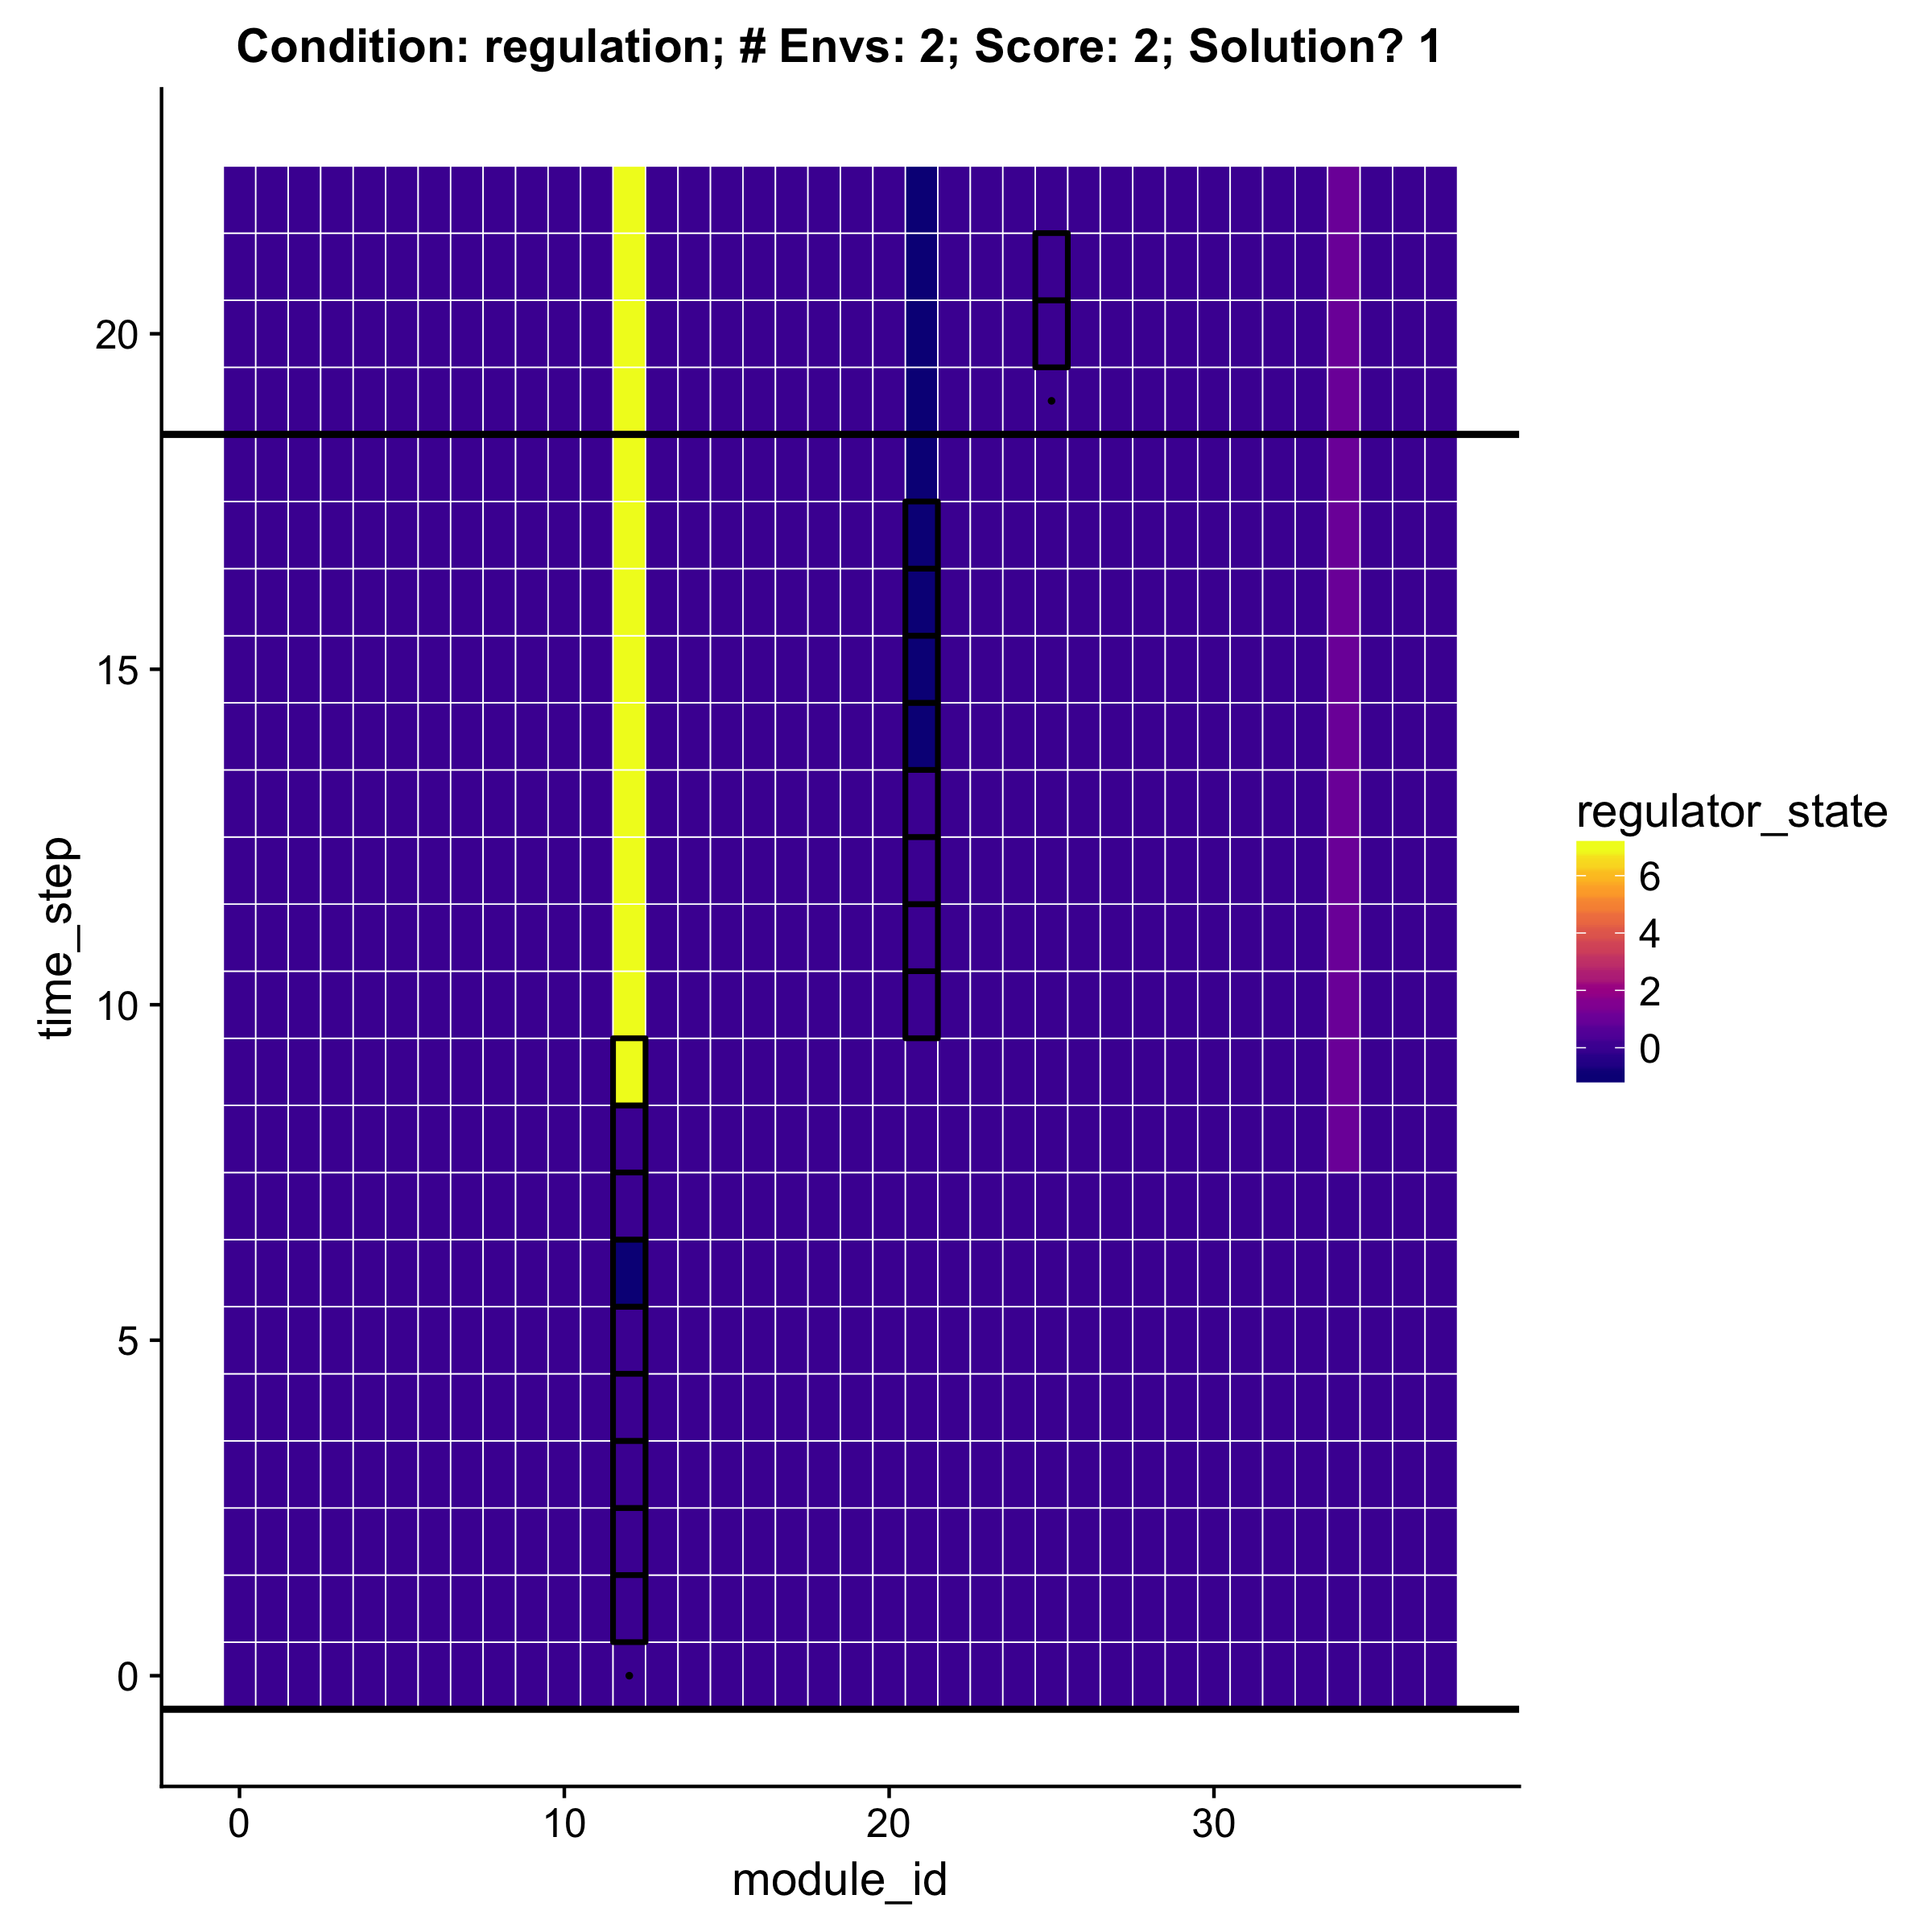 Condition: regulation; # Envs: 2; Score: 2; Solution? 1
time_step
20
15
10
5
0
0 10 20 30
module_id
regulator_state
6
4
2
0